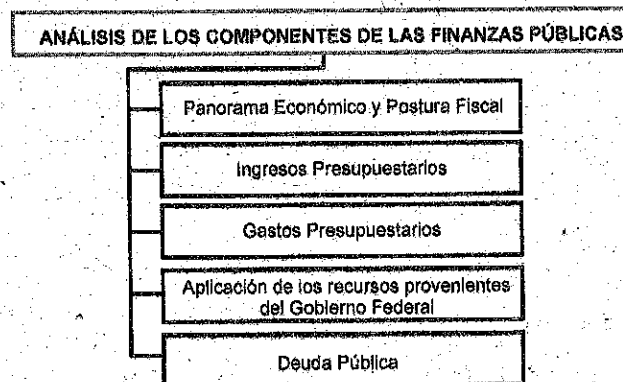 ANÁLISIS DE LOS COMPONENTES DE LAS FINANZAS PÚBLICAS
Panorama Económico y Postura Fiscal
Ingresos Presupuestarios
Gastos Presupuestarios
Aplicación de los recursos provenientes
del Gobierno Federal
Deuda Pública